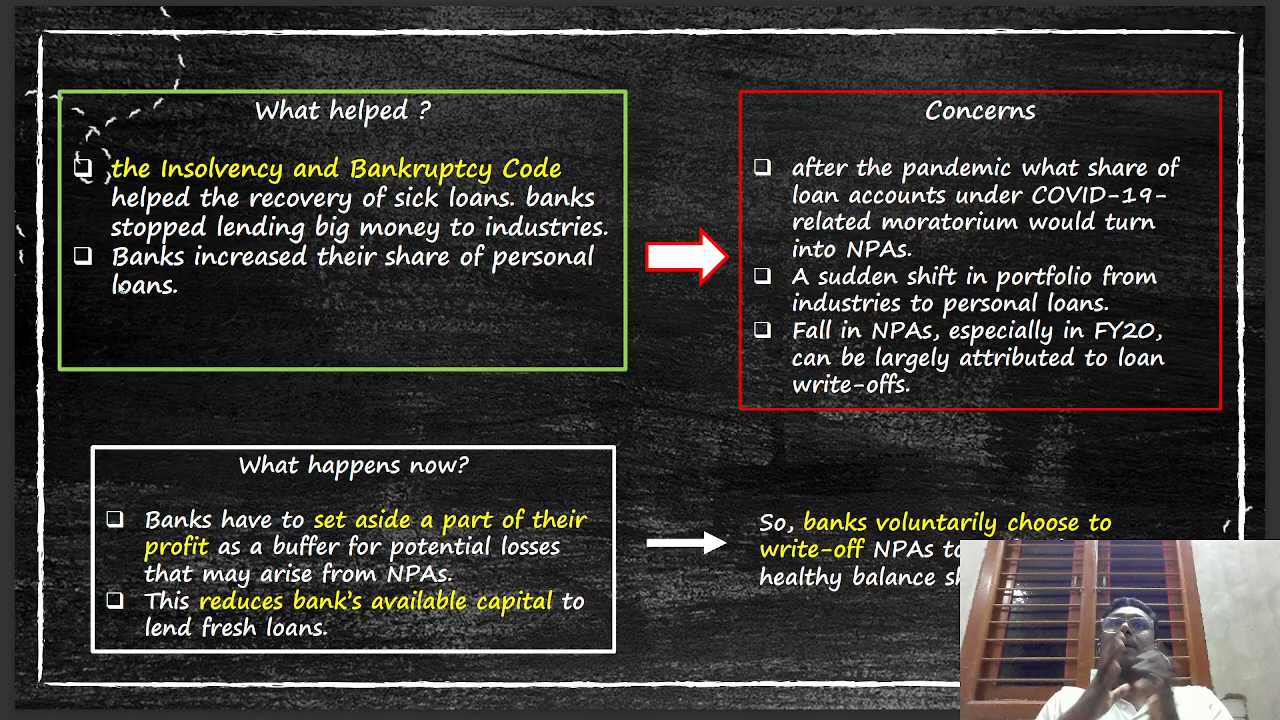 What helped ?
the Insolvency and Bankruptcy Code
helped the recovery of sick loans. banks
stopped lending big money to industries.
Banks increased their share of personal
loans.
Concerns
after the pandemic what share of
loan accounts under COVID-19-
related moratorium would turn
into NPAs.
A sudden shift in portfolio from
industries to personal loans.
Fall in NPAs, especially in FY20,
can be largely attributed to loan
write-offs.
What happens now?
Banks have to set aside a part of their
profit as a buffer for potential losses
that may arise from NPAs.
This reduces bank's available capital to
lend fresh loans.
So, banks voluntarily choose to
write-off NPAs to
healthy balance